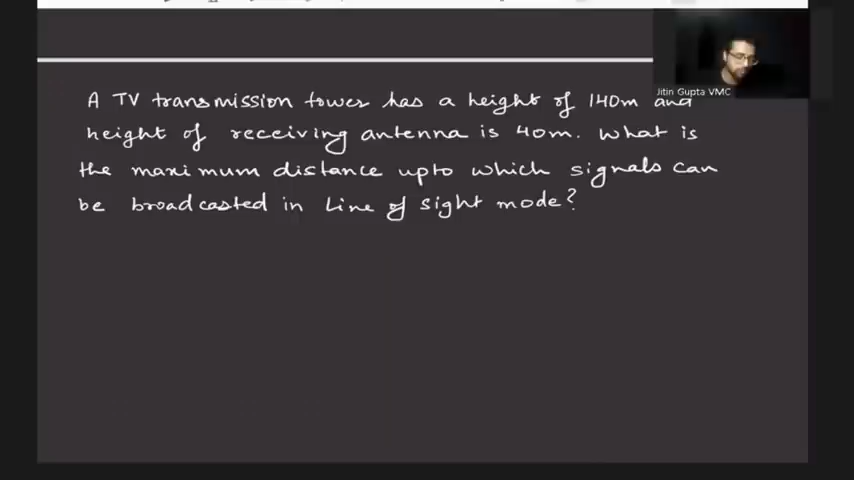 Jitin Gupta VMC
A TV transmission tower has a height of 140m and
height of receiving antenna is 40m. What is
the maximum distance upto which signals can
be broadcasted in Line of sight mode?